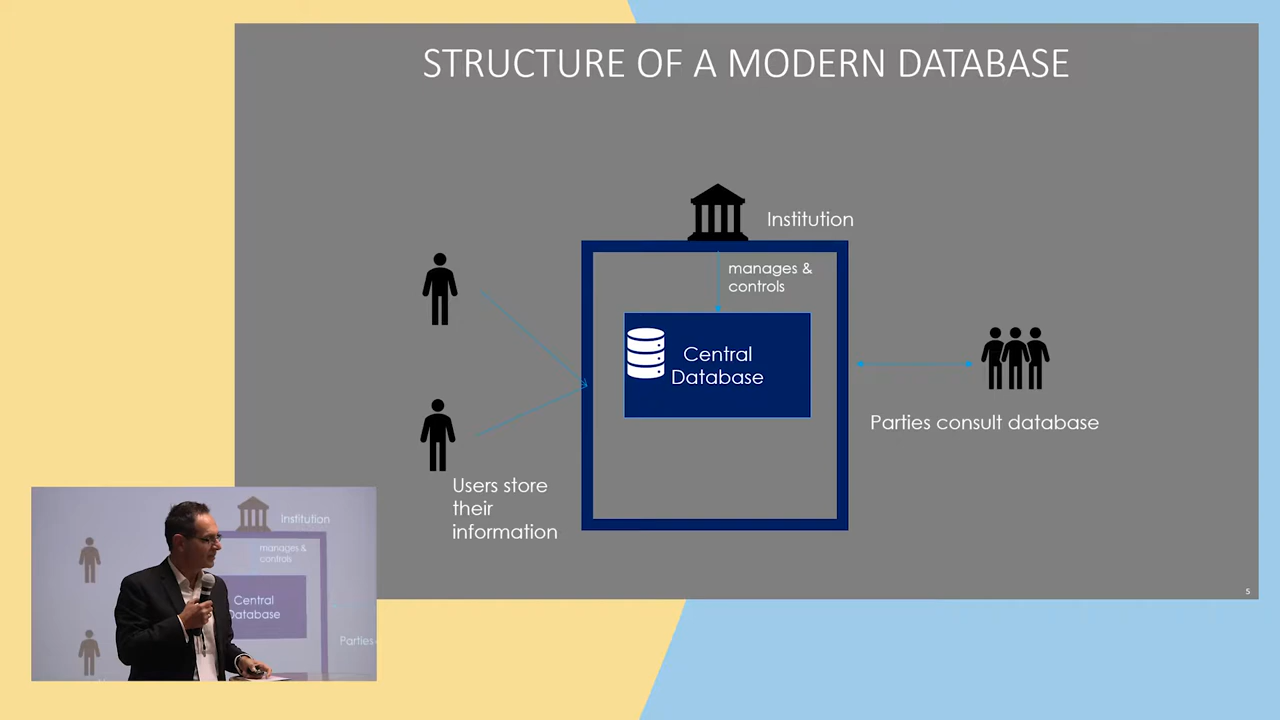 STRUCTURE OF A MODERN DATABASE
Institution
manages &
controls
Central
Database
Parties consult database
Users store
their
information
5
Institution
manages &
controls
Central
Database
Parties